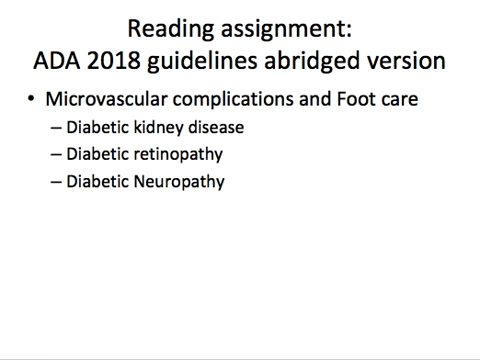 Reading assignment:
ADA 2018 guidelines abridged version
• Microvascular complications and Foot care
– Diabetic kidney disease
– Diabetic retinopathy
– Diabetic Neuropathy